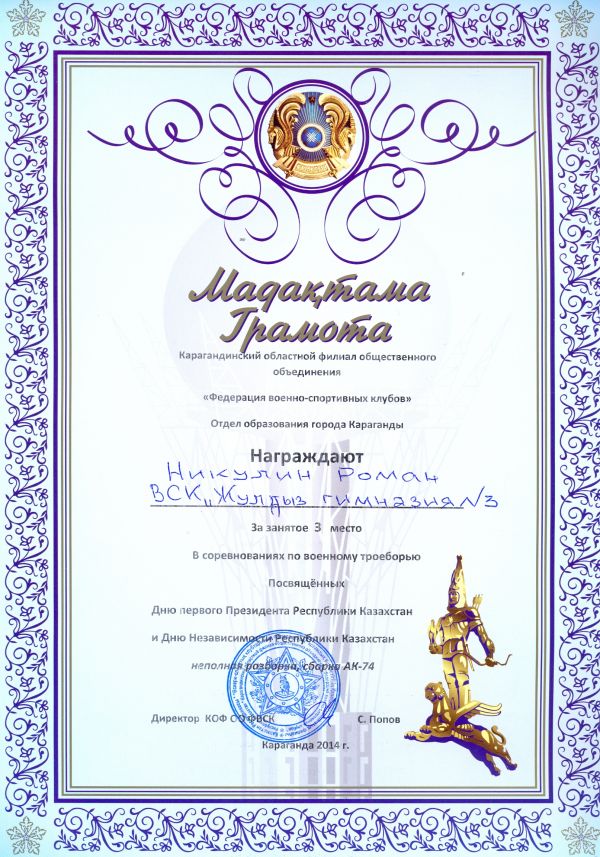 Мадақтама
Грамота
Карагандинский областной филиал общественного
объединения
«Федерация военно-спортивных клубов»
Отдел образования города Караганды
Награждают
Никулин Роман
ВСК „Жулдыз гимназия №3
За занятое 3 место
В соревнованиях по военному троеборью
Посвящённых
Дню первого Президента Республики Казахстан
и Дню Независимости Республики Казахстан
неполная разборка, сборка АК-74
Директор КОФ ОО ФВСК С. Попов
Караганда 2014 г.